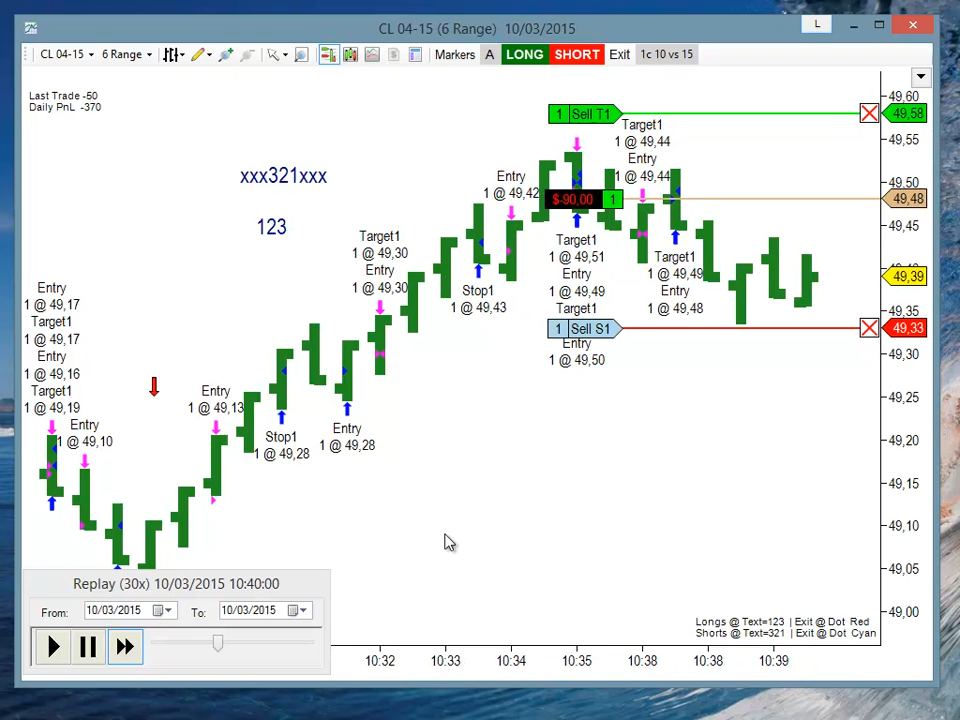 CL 04-15 (6 Range)  10/03/2015
L
CL 04-15
6 Range
Markers
A
LONG
SHORT
Exit
1c 10 vs 15
Last Trade -50
Daily PnL  -370
xxx321xxx
123
Entry
1 @ 49,17
Target1
1 @ 49,17
Entry
1 @ 49,16
Target1
1 @ 49,19
Entry
1 @ 49,10
Entry
1 @ 49,13
Stop1
1 @ 49,28
Entry
1 @ 49,28
Target1
1 @ 49,30
Entry
1 @ 49,30
Stop1
1 @ 49,43
Entry
1 @ 49,42
1 Sell T1
Target1
1 @ 49,44
Entry
1 @ 49,44
$-90,00 1
Target1
1 @ 49,51
Entry
1 @ 49,49
Target1
1 Sell S1
Entry
1 @ 49,50
Target1
1 @ 49,49
Entry
1 @ 49,48
49,60
49,58
49,55
49,50
49,48
49,45
49,39
49,35
49,33
49,30
49,25
49,20
49,15
49,10
49,05
49,00
Longs @ Text=123 | Exit @ Dot  Red
Shorts @ Text=321 | Exit @ Dot  Cyan
Replay (30x) 10/03/2015 10:40:00
From: 10/03/2015 To: 10/03/2015
10:32 10:33 10:34 10:35 10:38 10:38 10:39